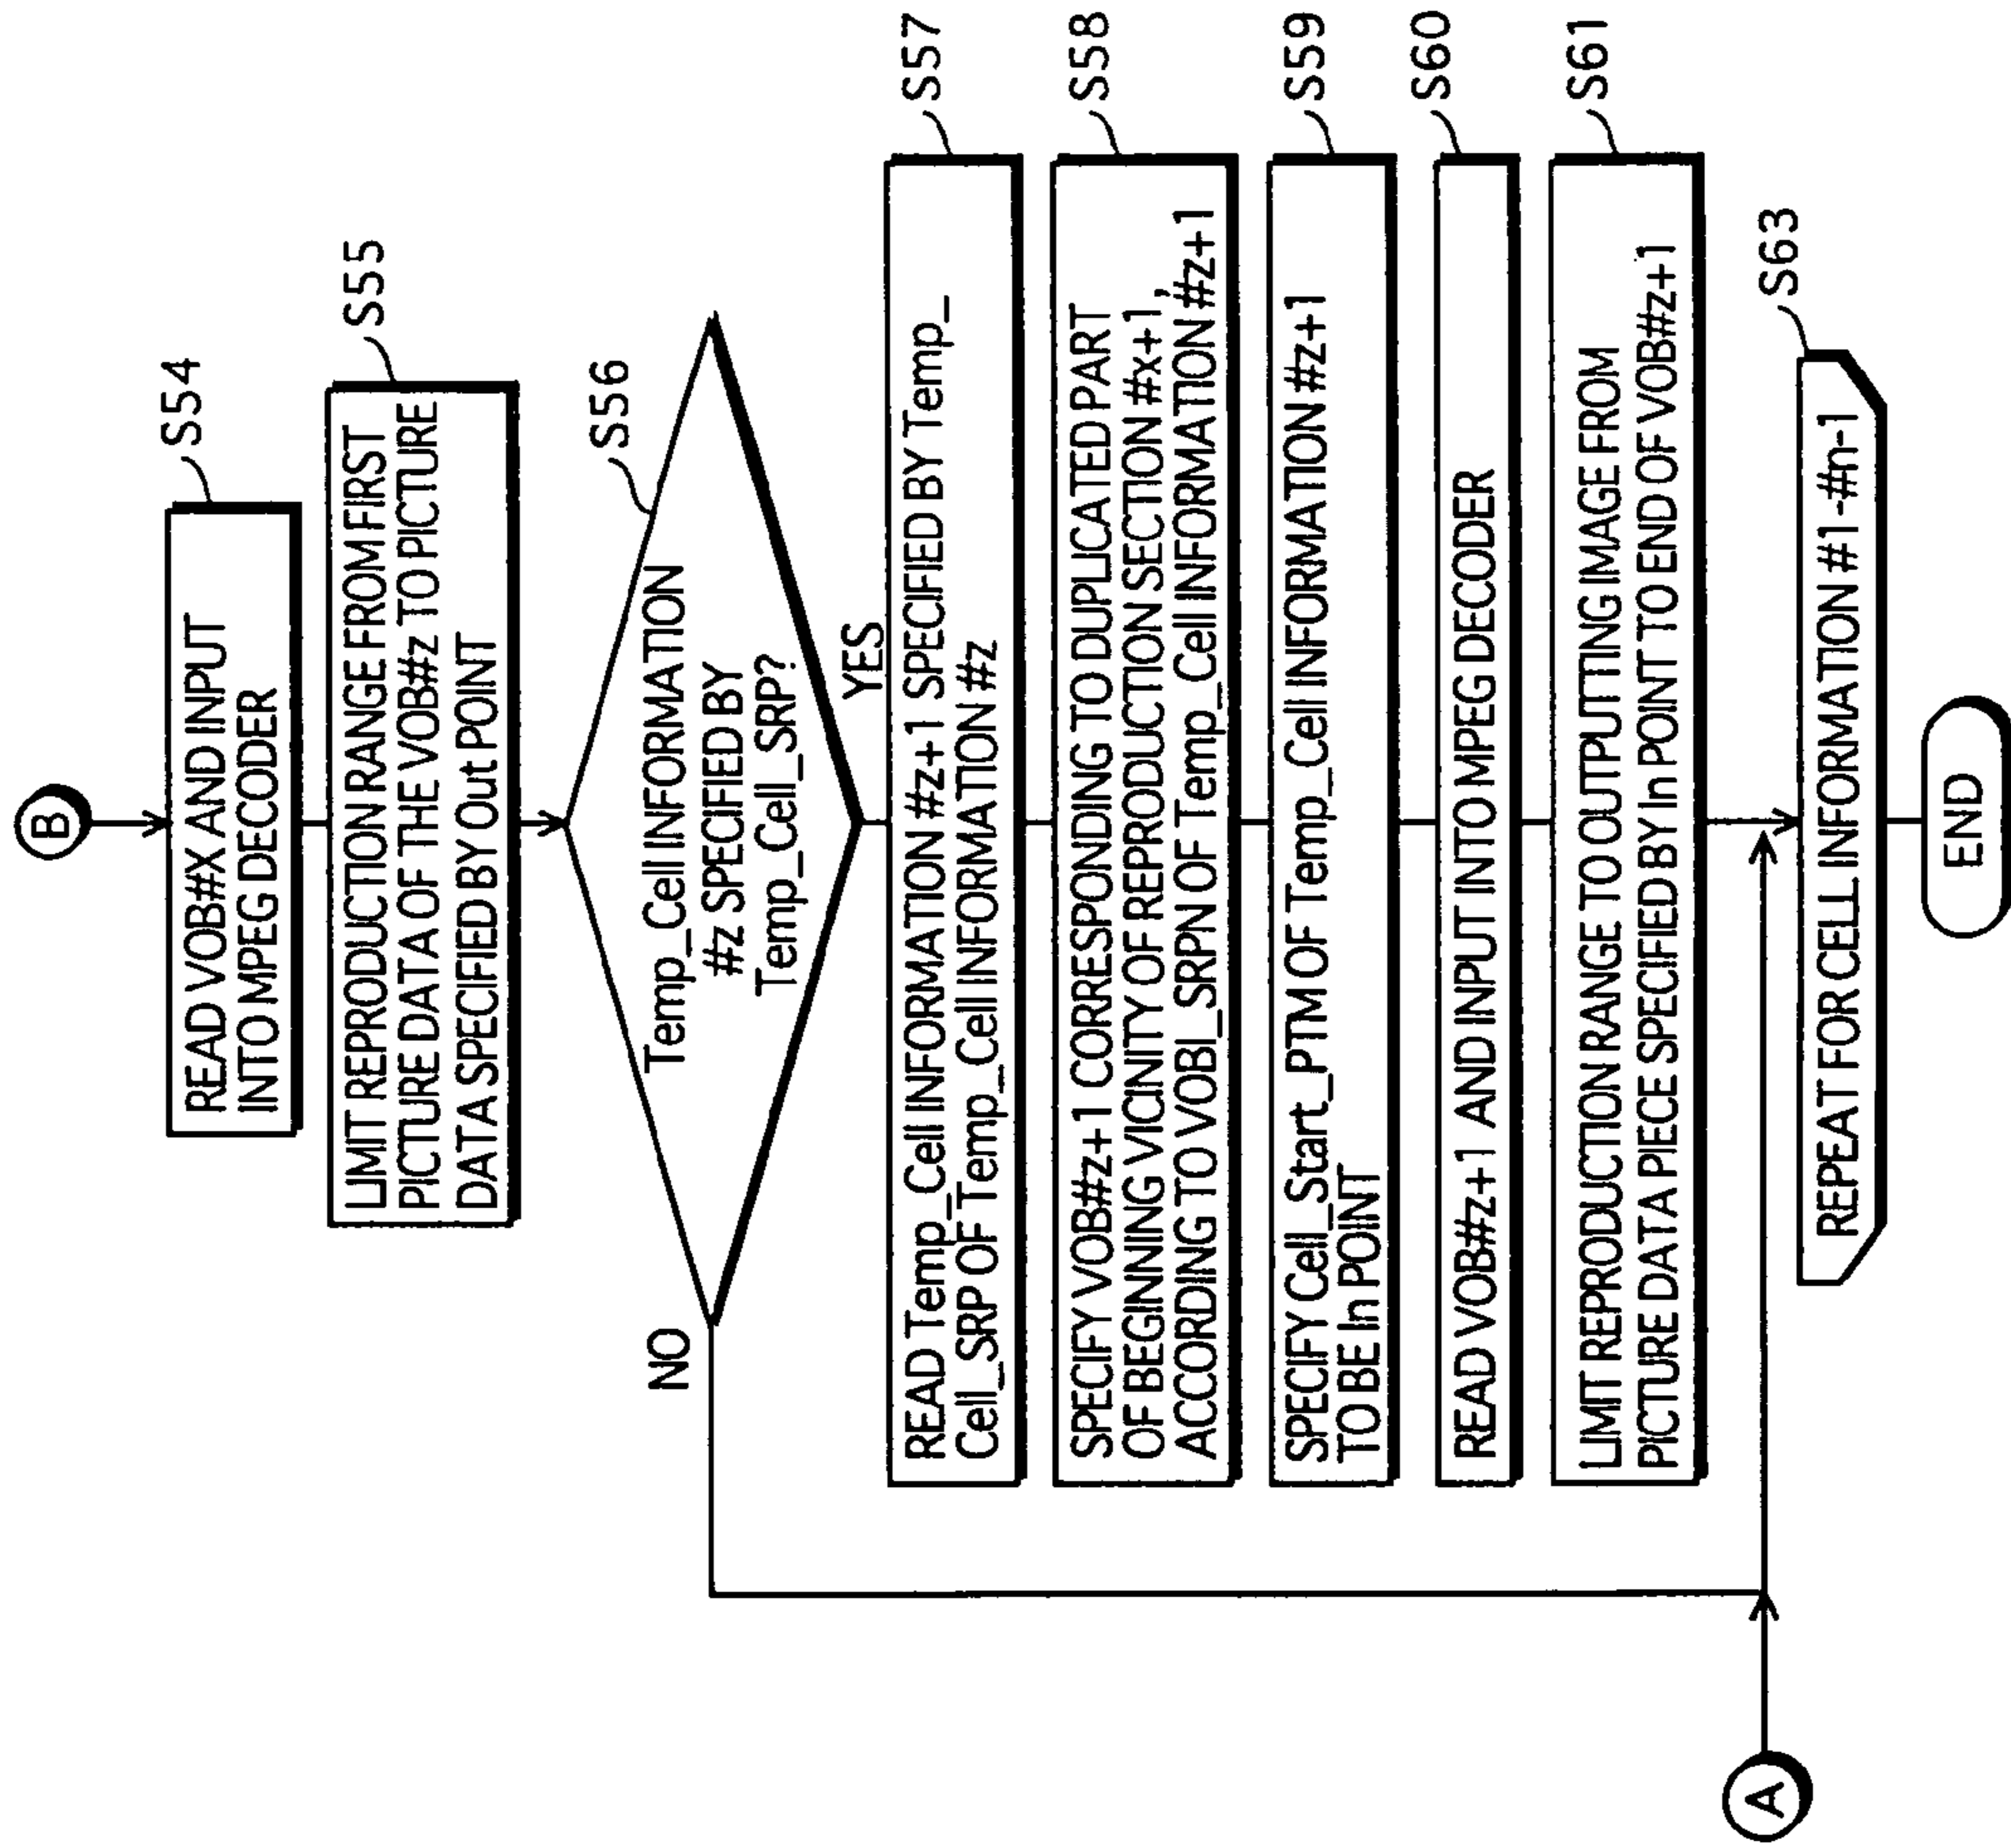 B
S54
READ VOB#X AND INPUT
INTO MPEG DECODER
S55
LIMIT REPRODUCTION RANGE FROM FIRST
PICTURE DATA OF THE VOB#z TO PICTURE
DATA SPECIFIED BY Out POINT
S56
Temp_Cell INFORMATION
#z SPECIFIED BY
Temp_Cell_SRP?
NO
YES
S57
READ Temp_Cell INFORMATION #z+1 SPECIFIED BY Temp_
Cell_SRP OF Temp_Cell INFORMATION #z
S58
SPECIFY VOB#z+1 CORRESPONDING TO DUPLICATED PART
OF BEGINNING VICINITY OF REPRODUCTION SECTION #x+1,
ACCORDING TO VOBI_SRPN OF Temp_Cell INFORMATION #z+1
S59
SPECIFY Cell_Start_PTM OF Temp_Cell INFORMATION #z+1
TO BE In POINT
S60
READ VOB#z+1 AND INPUT INTO MPEG DECODER
S61
LIMIT REPRODUCTION RANGE TO OUTPUTTING IMAGE FROM
PICTURE DATA PIECE SPECIFIED BY In POINT TO END OF VOB#z+1
A
S63
REPEAT FOR CELL INFORMATION #1-#n-1
END